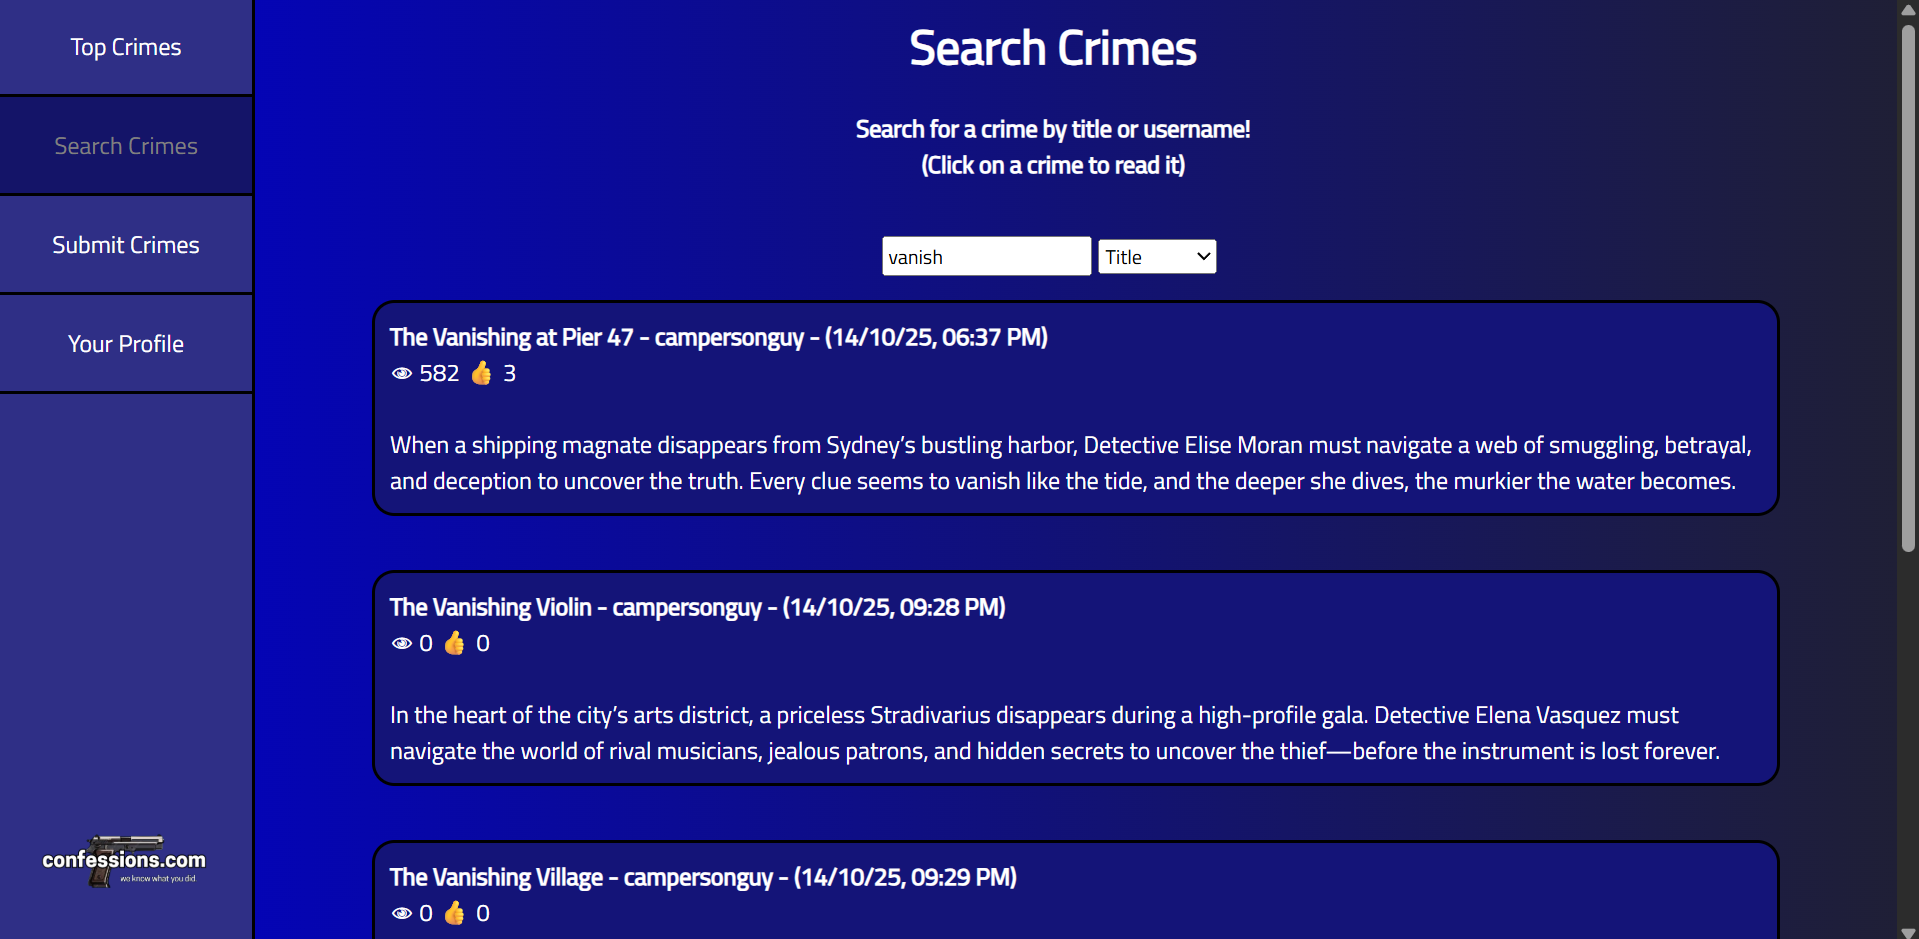 Top Crimes
Search Crimes
Submit Crimes
Your Profile
confessions.com
we know what you did.
Search Crimes
Search for a crime by title or username!
(Click on a crime to read it)
vanish
Title
The Vanishing at Pier 47 - campersonguy - (14/10/25, 06:37 PM)
👁 582 👍 3
When a shipping magnate disappears from Sydney’s bustling harbor, Detective Elise Moran must navigate a web of smuggling, betrayal,
and deception to uncover the truth. Every clue seems to vanish like the tide, and the deeper she dives, the murkier the water becomes.
The Vanishing Violin - campersonguy - (14/10/25, 09:28 PM)
👁 0 👍 0
In the heart of the city’s arts district, a priceless Stradivarius disappears during a high-profile gala. Detective Elena Vasquez must
navigate the world of rival musicians, jealous patrons, and hidden secrets to uncover the thief—before the instrument is lost forever.
The Vanishing Village - campersonguy - (14/10/25, 09:29 PM)
👁 0 👍 0